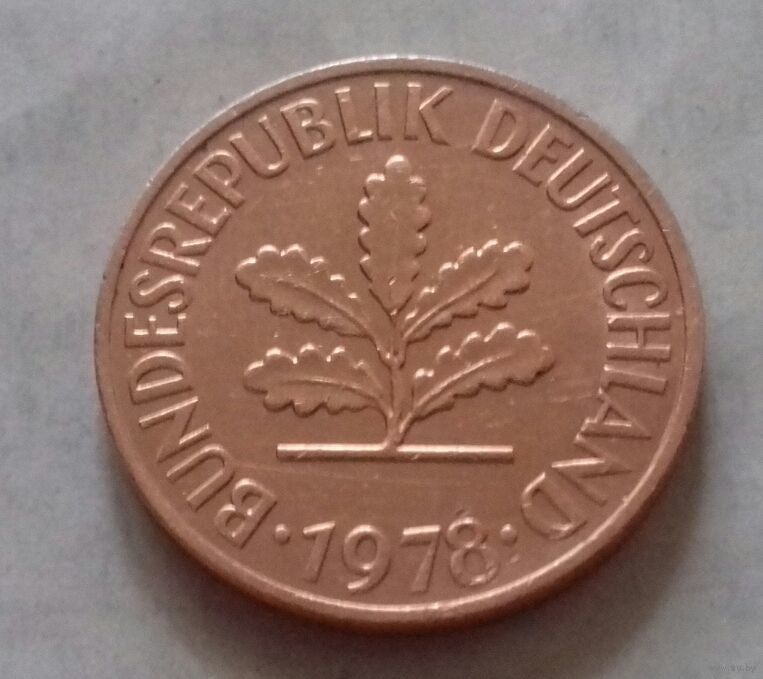 BUNDESREPUBLIK DEUTSCHLAND
· 1978 ·